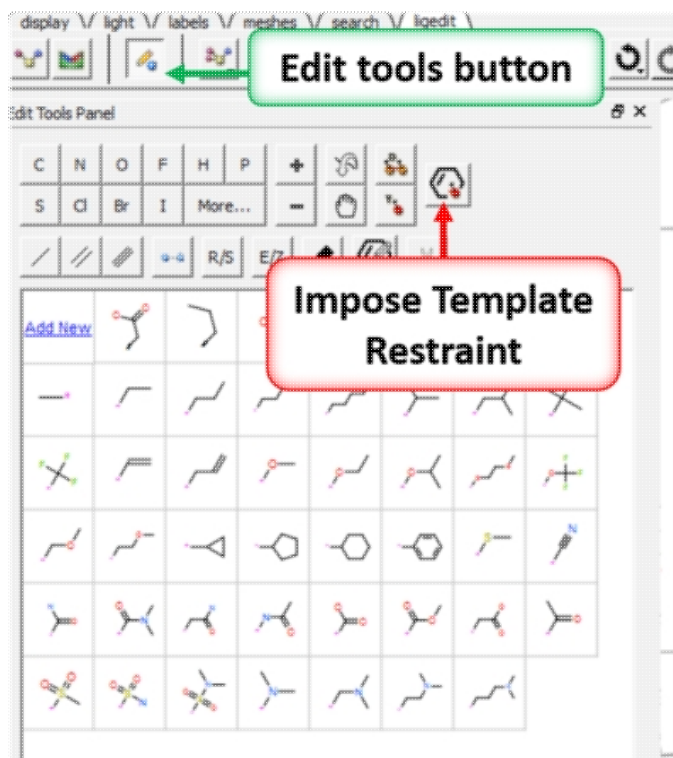 display light labels meshes search ligedit
Edit tools button
Edit Tools Panel
C N O F H P +
S Cl Br I More... -
R/S E/Z
Impose Template
Restraint
Add New